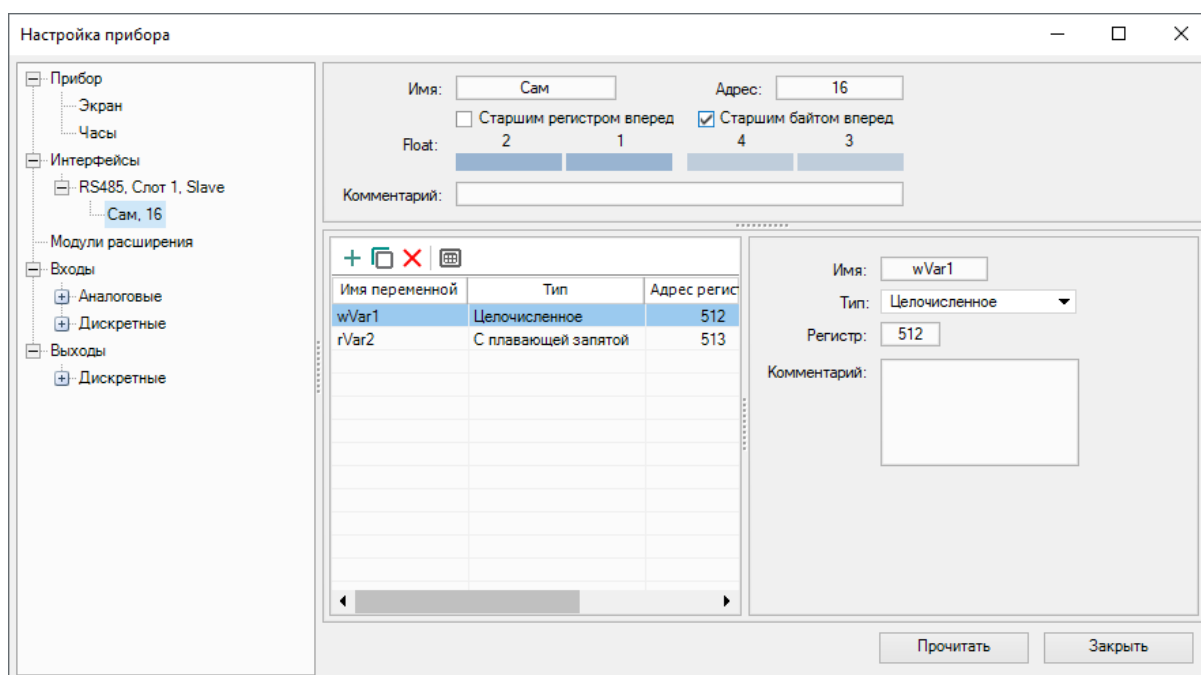 Настройка прибора
Прибор
Экран
Часы
Интерфейсы
RS485, Слот 1, Slave
Сам, 16
Модули расширения
Входы
Аналоговые
Дискретные
Выходы
Дискретные
Имя: Сам Адрес: 16
Старшим регистром вперед Старшим байтом вперед
Float: 2 1 4 3
Комментарий:
Имя переменной Тип Адрес регис
wVar1 Целочисленное 512
rVar2 С плавающей запятой 513
Имя: wVar1
Тип: Целочисленное
Регистр: 512
Комментарий:
Прочитать Закрыть